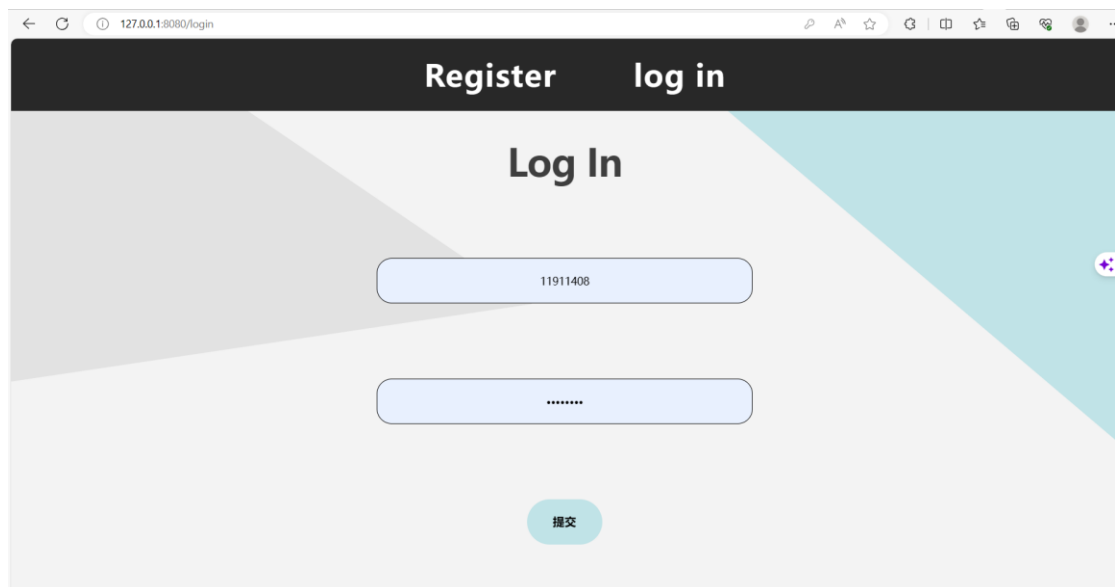 127.0.0.1:8080/login
Register log in
Log In
11911408
••••••••
提交